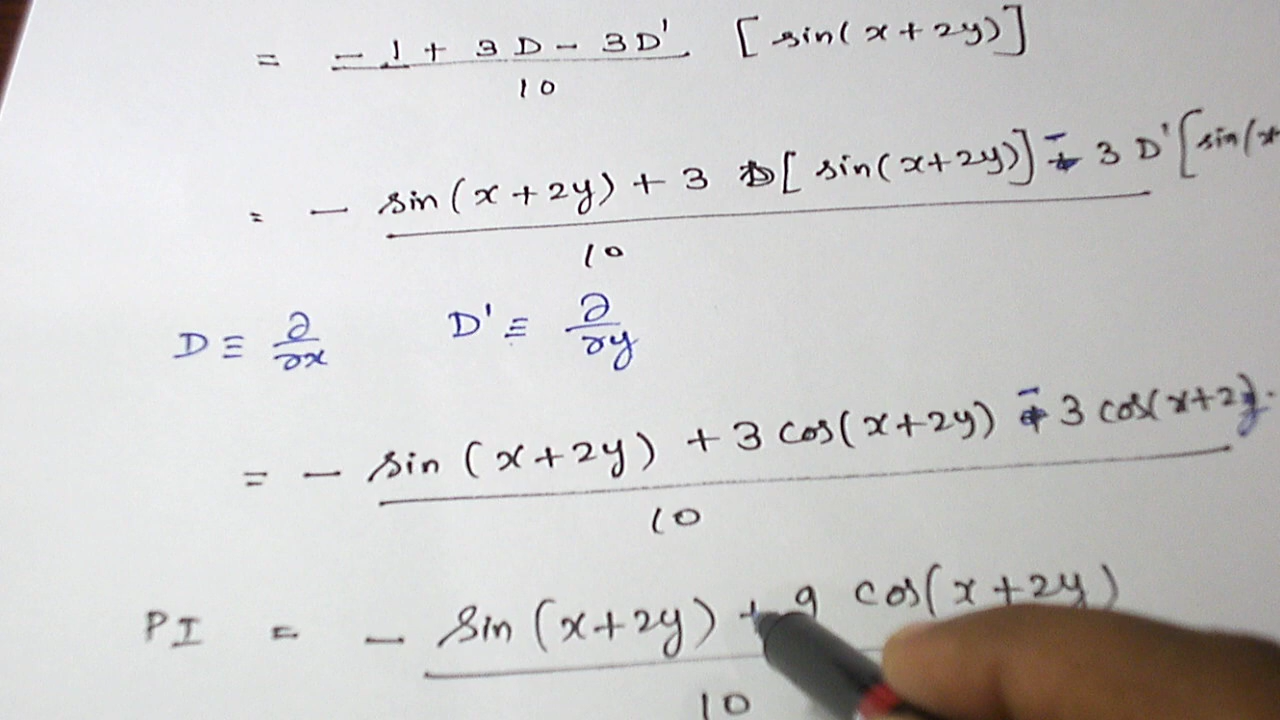 = - 1 + 3D - 3D' / 10 [sin(x+2y)]
= - sin(x+2y) + 3 D[sin(x+2y)] - 3 D'[sin(x / 10
D ≡ ∂/∂x D' ≡ ∂/∂y
= - sin(x+2y) + 3 cos(x+2y) - 3 cos(x+2y). / 10
PI = - sin(x+2y) + 9 cos(x+2y) / 10